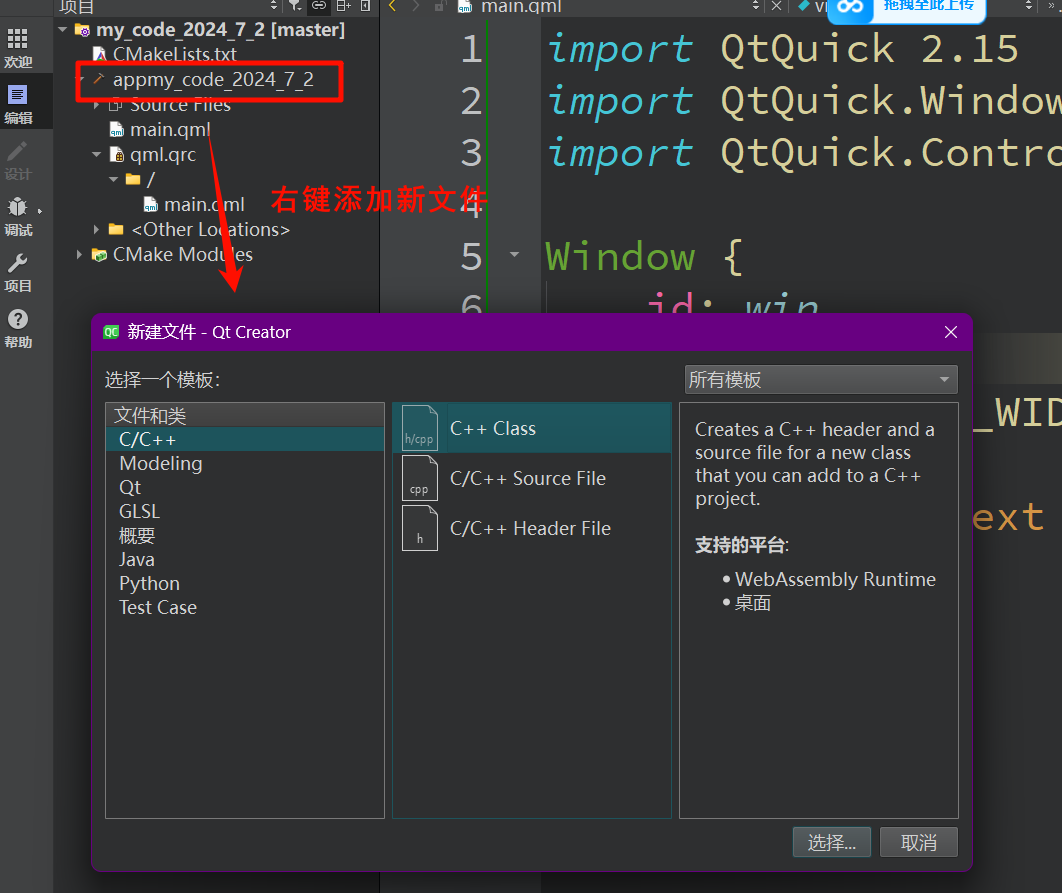 项目
main.qml
拖拽至此上传
欢迎
编辑
设计
调试
项目
帮助
my_code_2024_7_2 [master]
CMakeLists.txt
appmy_code_2024_7_2
Source Files
main.qml
qml.qrc
/
main.qml
<Other Locations>
CMake Modules
右键添加新文件
1 import QtQuick 2.15
2 import QtQuick.Window
3 import QtQuick.Contro
4
5 Window {
6 id: win
_WID
ext
QC 新建文件 - Qt Creator
选择一个模板:
所有模板
文件和类
C/C++
Modeling
Qt
GLSL
概要
Java
Python
Test Case
h/cpp C++ Class
cpp C/C++ Source File
h C/C++ Header File
Creates a C++ header and a
source file for a new class
that you can add to a C++
project.
支持的平台:
• WebAssembly Runtime
• 桌面
选择...
取消